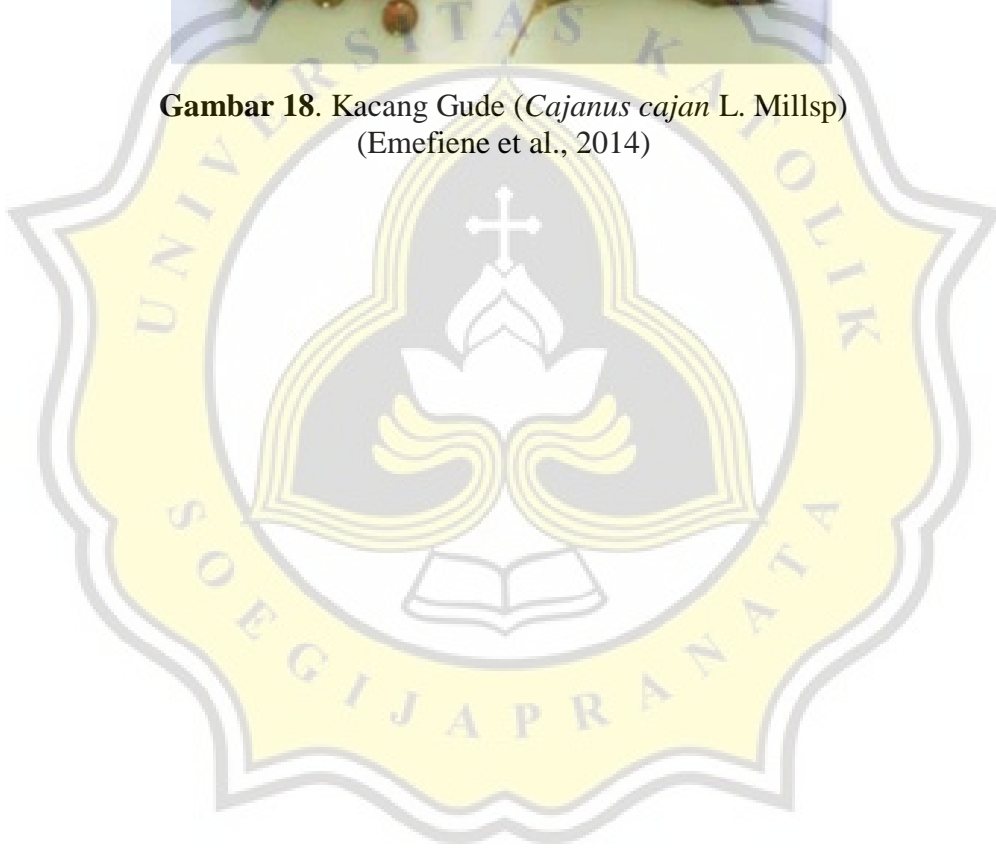 Gambar 18. Kacang Gude (Cajanus cajan L. Millsp)
(Emefiene et al., 2014)
UNIVERSITAS KATOLIK
SOEGIJAPRANATA